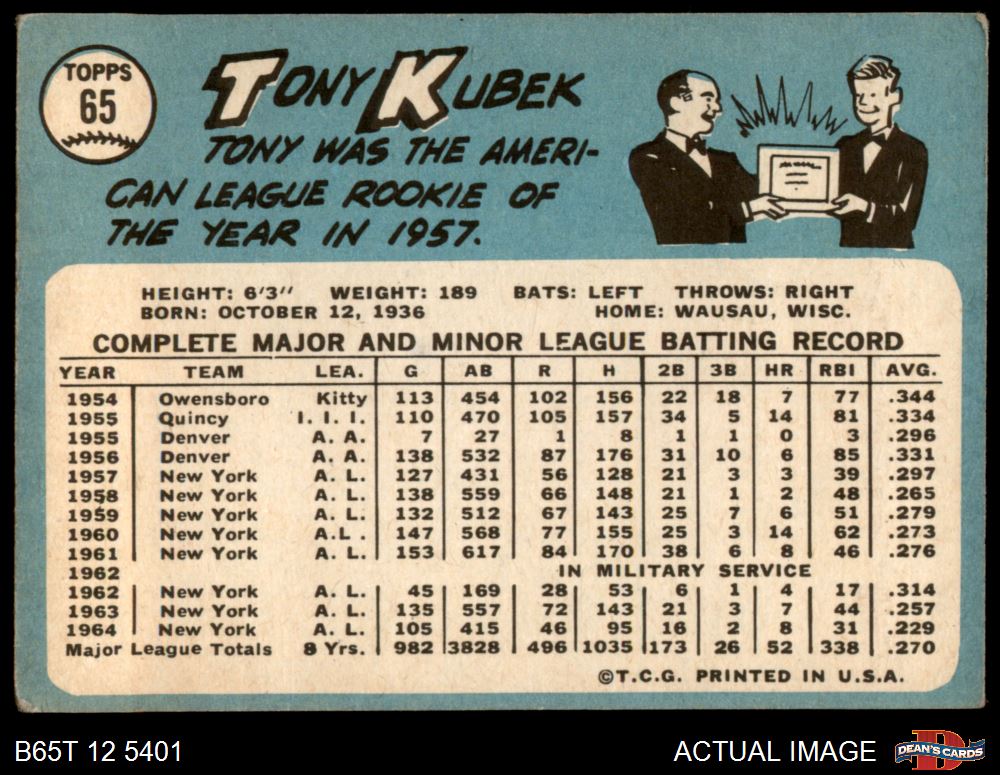 TOPPS
65
TONY KUBEK
TONY WAS THE AMERI-
CAN LEAGUE ROOKIE OF
THE YEAR IN 1957.
HEIGHT: 6'3" WEIGHT: 189 BATS: LEFT THROWS: RIGHT
BORN: OCTOBER 12, 1936 HOME: WAUSAU, WISC.
COMPLETE MAJOR AND MINOR LEAGUE BATTING RECORD
YEAR TEAM LEA. G AB R H 2B 3B HR RBI AVG.
1954 Owensboro Kitty 113 454 102 156 22 18 7 77 .344
1955 Quincy I. I. I. 110 470 105 157 34 5 14 81 .334
1955 Denver A. A. 7 27 1 8 1 1 0 3 .296
1956 Denver A. A. 138 532 87 176 31 10 6 85 .331
1957 New York A. L. 127 431 56 128 21 3 3 39 .297
1958 New York A. L. 138 559 66 148 21 1 2 48 .265
1959 New York A. L. 132 512 67 143 25 7 6 51 .279
1960 New York A.L. 147 568 77 155 25 3 14 62 .273
1961 New York A. L. 153 617 84 170 38 6 8 46 .276
1962 IN MILITARY SERVICE
1962 New York A. L. 45 169 28 53 6 1 4 17 .314
1963 New York A. L. 135 557 72 143 21 3 7 44 .257
1964 New York A. L. 105 415 46 95 16 2 8 31 .229
Major League Totals 8 Yrs. 982 3828 496 1035 173 26 52 338 .270
©T.C.G. PRINTED IN U.S.A.
B65T 12 5401 ACTUAL IMAGE DEAN'S CARDS